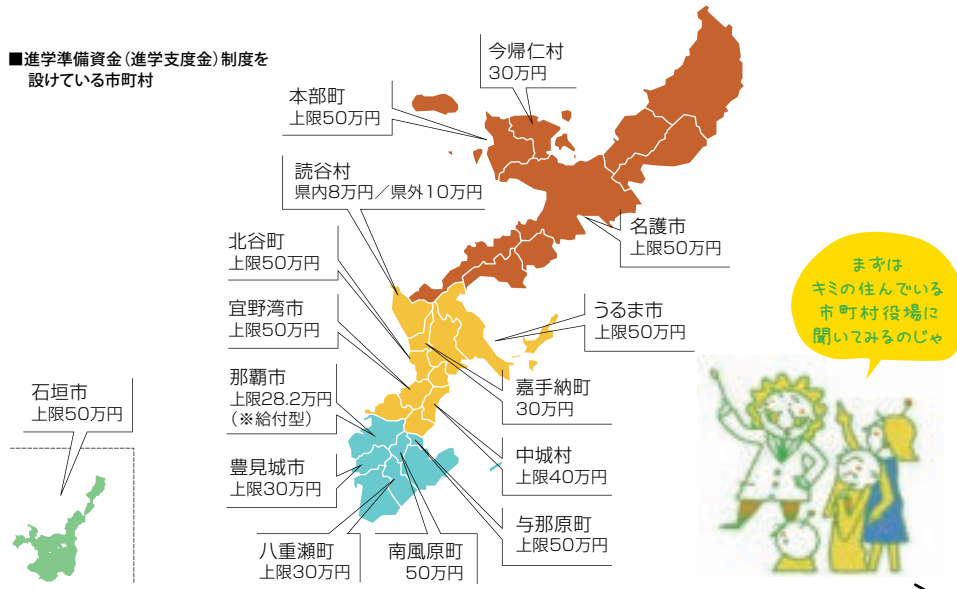 ■進学準備資金(進学支度金)制度を
設けている市町村
今帰仁村
30万円
本部町
上限50万円
読谷村
県内8万円／県外10万円
名護市
上限50万円
北谷町
上限50万円
宜野湾市
上限50万円
うるま市
上限50万円
那覇市
上限28.2万円
(※給付型)
嘉手納町
30万円
石垣市
上限50万円
豊見城市
上限30万円
中城村
上限40万円
与那原町
上限50万円
八重瀬町
上限30万円
南風原町
50万円
まずは
キミの住んでいる
市町村役場に
聞いてみるのじゃ